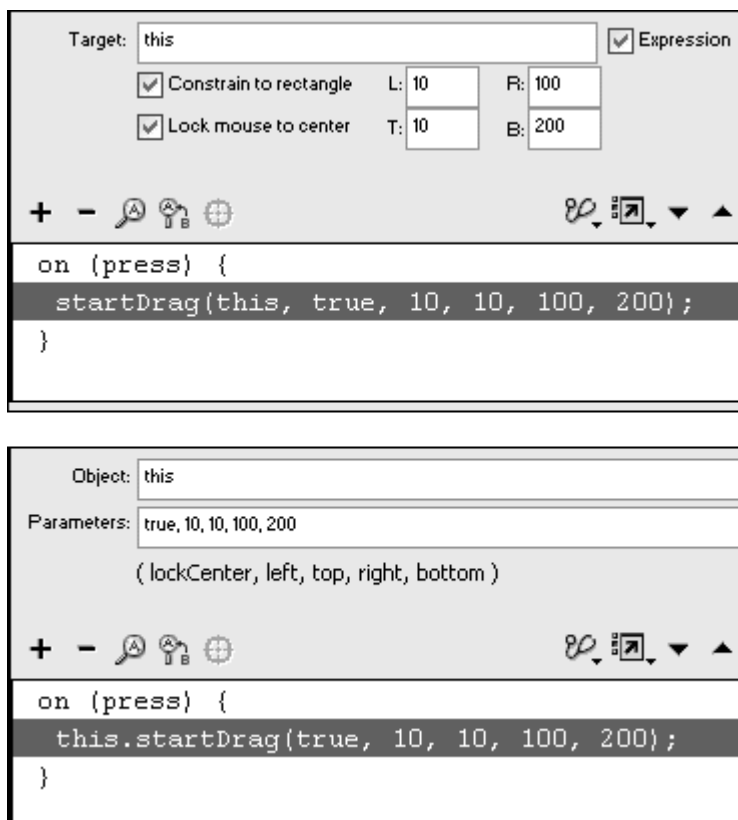 Target: this Expression
Constrain to rectangle L: 10 R: 100
Lock mouse to center T: 10 B: 200
on (press) {
startDrag(this, true, 10, 10, 100, 200);
}
Object: this
Parameters: true, 10, 10, 100, 200
( lockCenter, left, top, right, bottom )
on (press) {
this.startDrag(true, 10, 10, 100, 200);
}